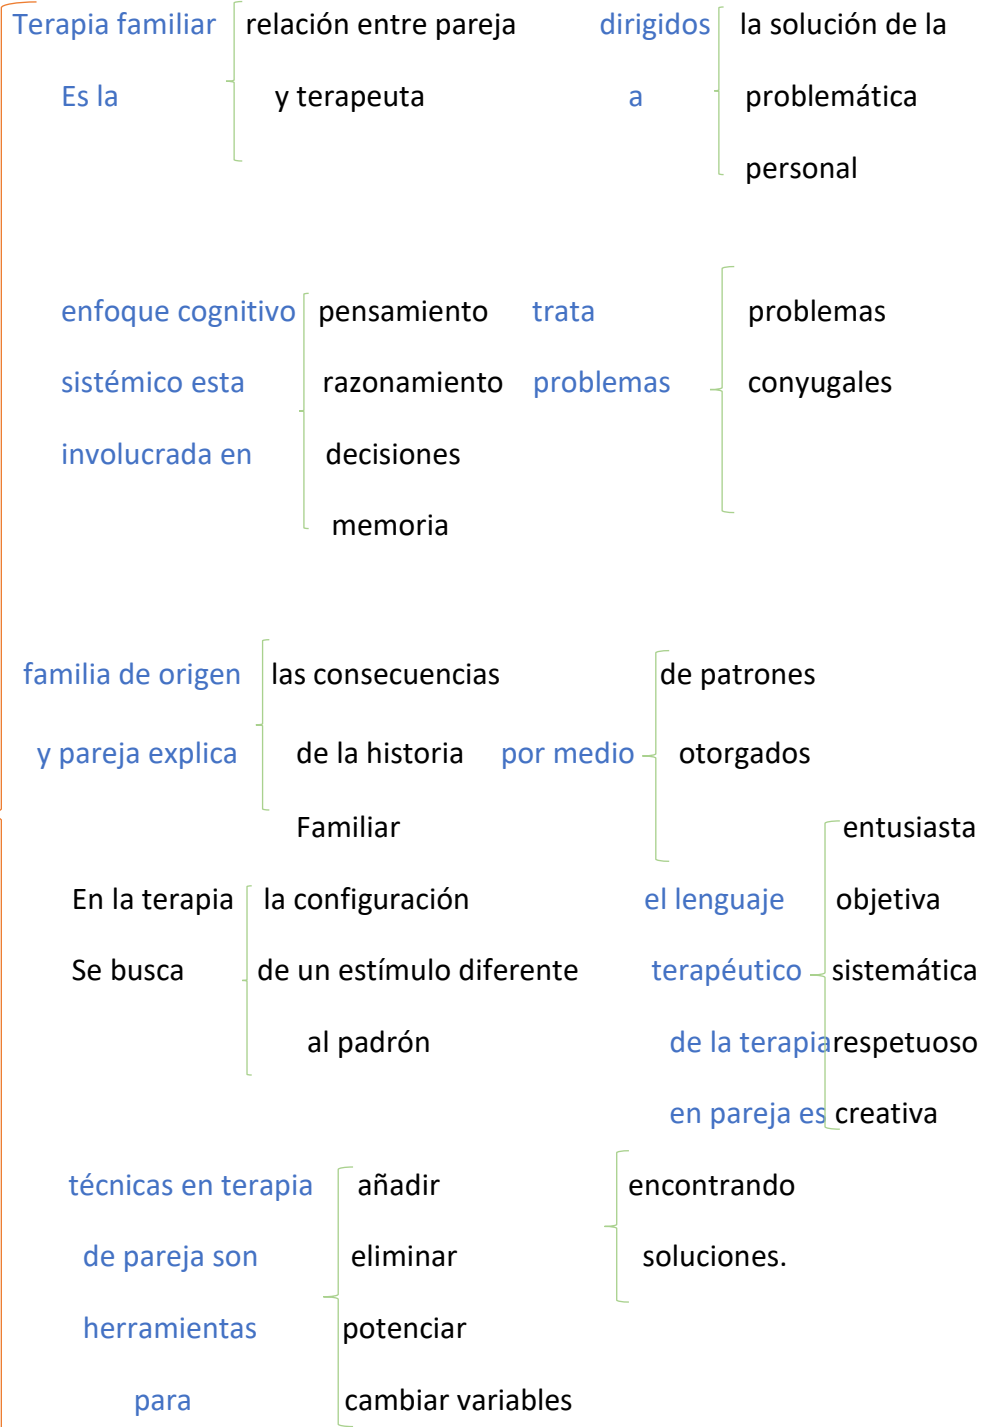 Terapia familiar relación entre pareja dirigidos la solución de la
Es la y terapeuta a problemática
personal
enfoque cognitivo pensamiento trata problemas
sistémico esta razonamiento problemas conyugales
involucrada en decisiones
memoria
familia de origen las consecuencias de patrones
y pareja explica de la historia por medio otorgados
Familiar entusiasta
En la terapia la configuración el lenguaje objetiva
Se busca de un estímulo diferente terapéutico sistemática
al padrón de la terapia respetuoso
en pareja es creativa
técnicas en terapia añadir encontrando
de pareja son eliminar soluciones.
herramientas potenciar
para cambiar variables